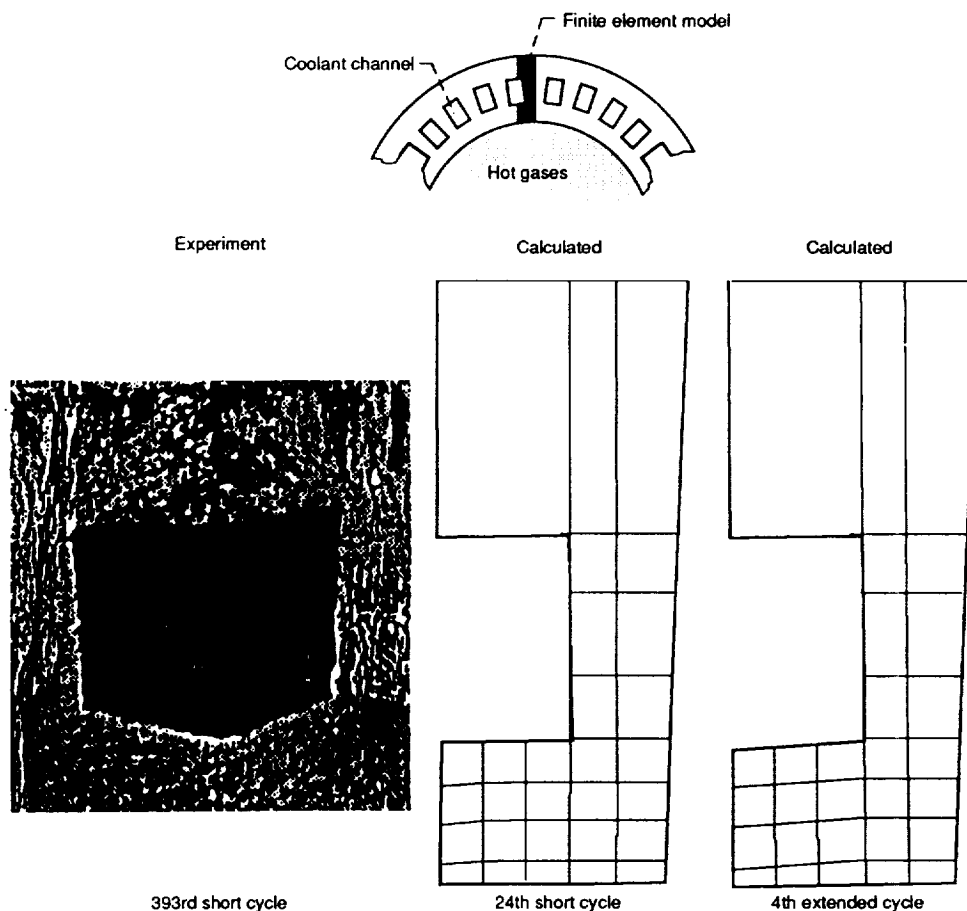 Finite element model
Coolant channel
Hot gases
Experiment
Calculated
Calculated
393rd short cycle
24th short cycle
4th extended cycle